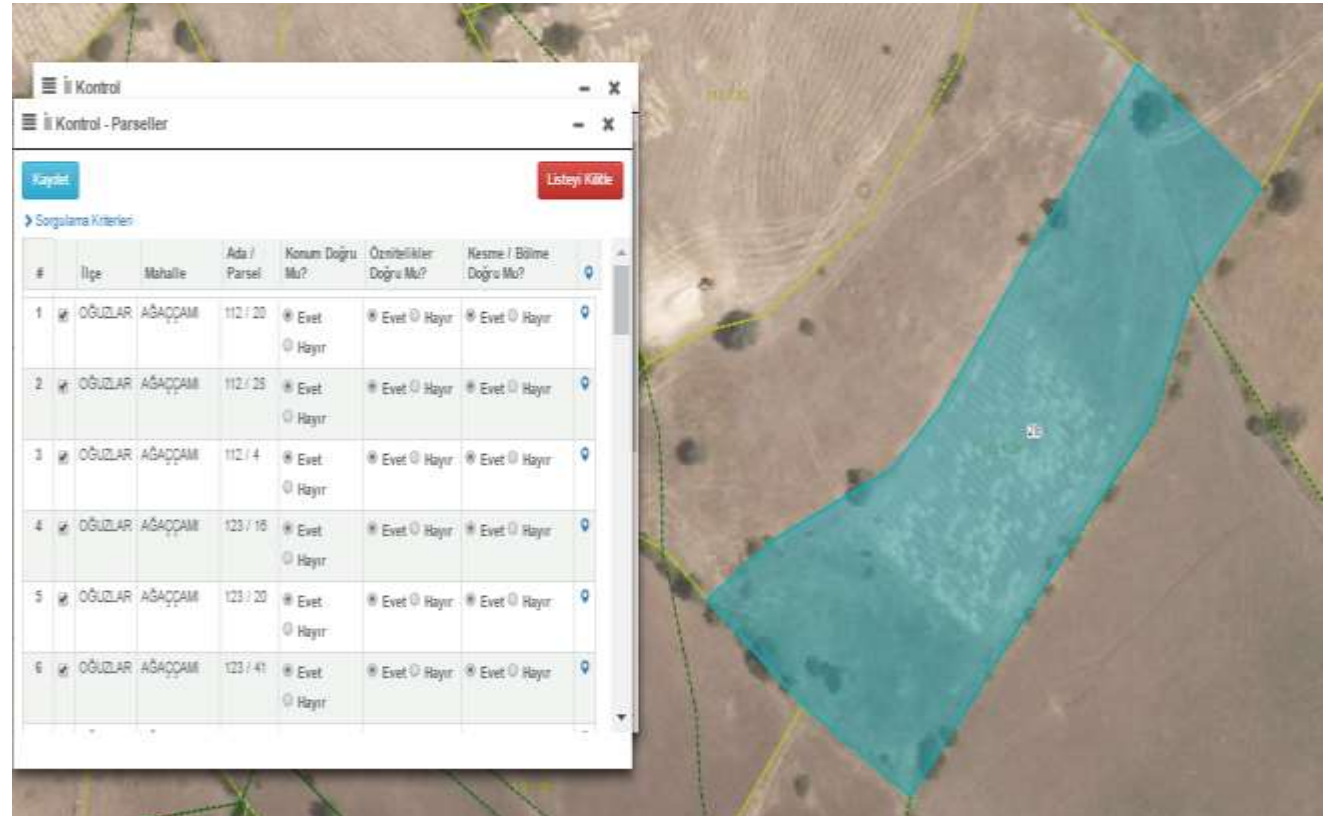 İl Kontrol
İl Kontrol - Parseller
Kaydet
Listeyi Kilitle
Sorgulama Kriterleri
# İlçe Mahalle Ada / Parsel Konum Doğru Mu? Öznitelikler Doğru Mu? Kesme / Bölme Doğru Mu?
1 OĞUZLAR AĞAÇÇAMI 112 / 20 Evet Hayır Evet Hayır Evet Hayır
2 OĞUZLAR AĞAÇÇAMI Evet Hayır Evet Hayır Evet Hayır
3 OĞUZLAR AĞAÇÇAMI 112 / 4 Evet Hayır Evet Hayır Evet Hayır
4 OĞUZLAR AĞAÇÇAMI 123 / 16 Evet Hayır Evet Hayır Evet Hayır
5 OĞUZLAR AĞAÇÇAMI 123 / 20 Evet Hayır Evet Hayır Evet Hayır
6 OĞUZLAR AĞAÇÇAMI 123 / 41 Evet Hayır Evet Hayır Evet Hayır